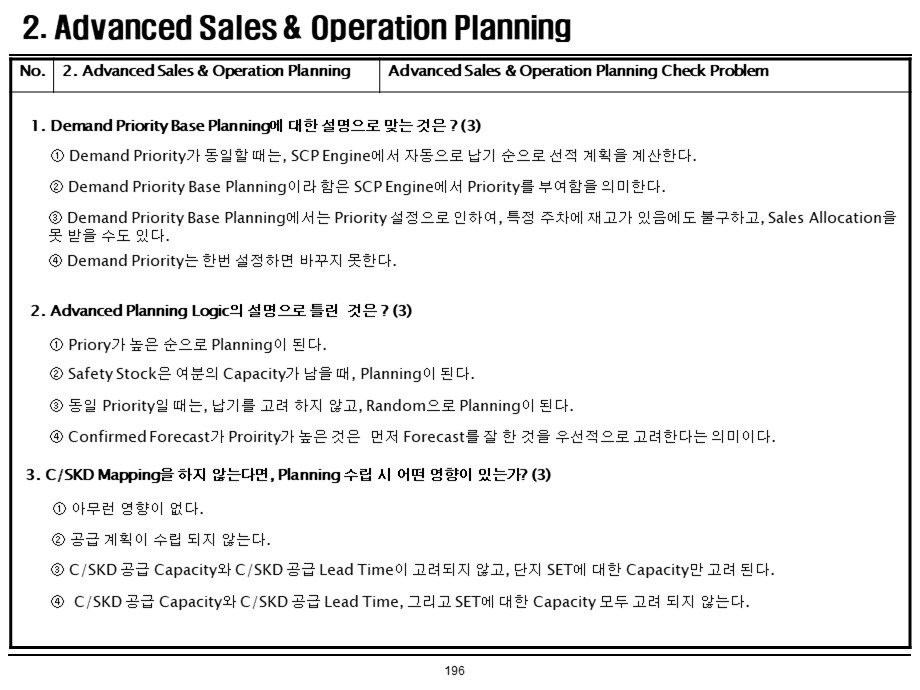 2. Advanced Sales & Operation Planning
No. 2. Advanced Sales & Operation Planning Advanced Sales & Operation Planning Check Problem
1. Demand Priority Base Planning에 대한 설명으로 맞는 것은 ? (3)
① Demand Priority가 동일할 때는, SCP Engine에서 자동으로 납기 순으로 선적 계획을 계산한다.
② Demand Priority Base Planning이라 함은 SCP Engine에서 Priority를 부여함을 의미한다.
③ Demand Priority Base Planning에서는 Priority 설정으로 인하여, 특정 주차에 재고가 있음에도 불구하고, Sales Allocation을
못 받을 수도 있다.
④ Demand Priority는 한번 설정하면 바꾸지 못한다.
2. Advanced Planning Logic의 설명으로 틀린 것은 ? (3)
① Priory가 높은 순으로 Planning이 된다.
② Safety Stock은 여분의 Capacity가 남을 때, Planning이 된다.
③ 동일 Priority일 때는, 납기를 고려 하지 않고, Random으로 Planning이 된다.
④ Confirmed Forecast가 Proirity가 높은 것은 먼저 Forecast를 잘 한 것을 우선적으로 고려한다는 의미이다.
3. C/SKD Mapping을 하지 않는다면, Planning 수립 시 어떤 영향이 있는가? (3)
① 아무런 영향이 없다.
② 공급 계획이 수립 되지 않는다.
③ C/SKD 공급 Capacity와 C/SKD 공급 Lead Time이 고려되지 않고, 단지 SET에 대한 Capacity만 고려 된다.
④ C/SKD 공급 Capacity와 C/SKD 공급 Lead Time, 그리고 SET에 대한 Capacity 모두 고려 되지 않는다.
196